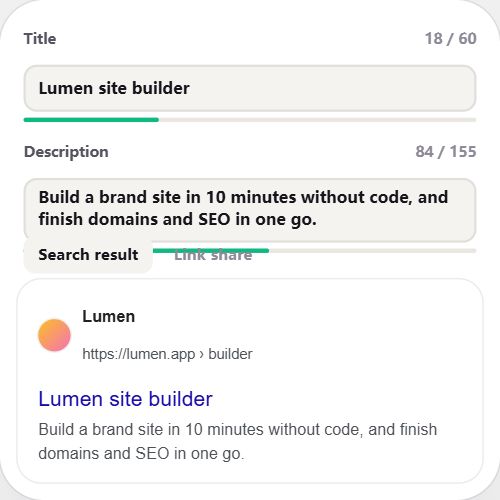 Title
18 / 60
Lumen site builder
Description
84 / 155
Build a brand site in 10 minutes without code, and
finish domains and SEO in one go.
Search result
Link share
Lumen
https://lumen.app › builder
Lumen site builder
Build a brand site in 10 minutes without code, and finish
domains and SEO in one go.